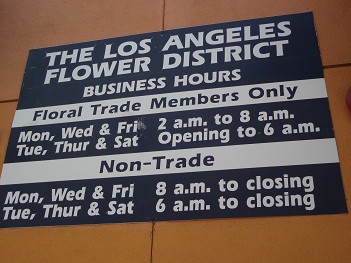 THE LOS ANGELES
FLOWER DISTRICT
BUSINESS HOURS
Floral Trade Members Only
Mon, Wed & Fri 2 a.m. to 8 a.m.
Tue, Thur & Sat Opening to 6 a.m.
Non-Trade
Mon, Wed & Fri 8 a.m. to closing
Tue, Thur & Sat 6 a.m. to closing